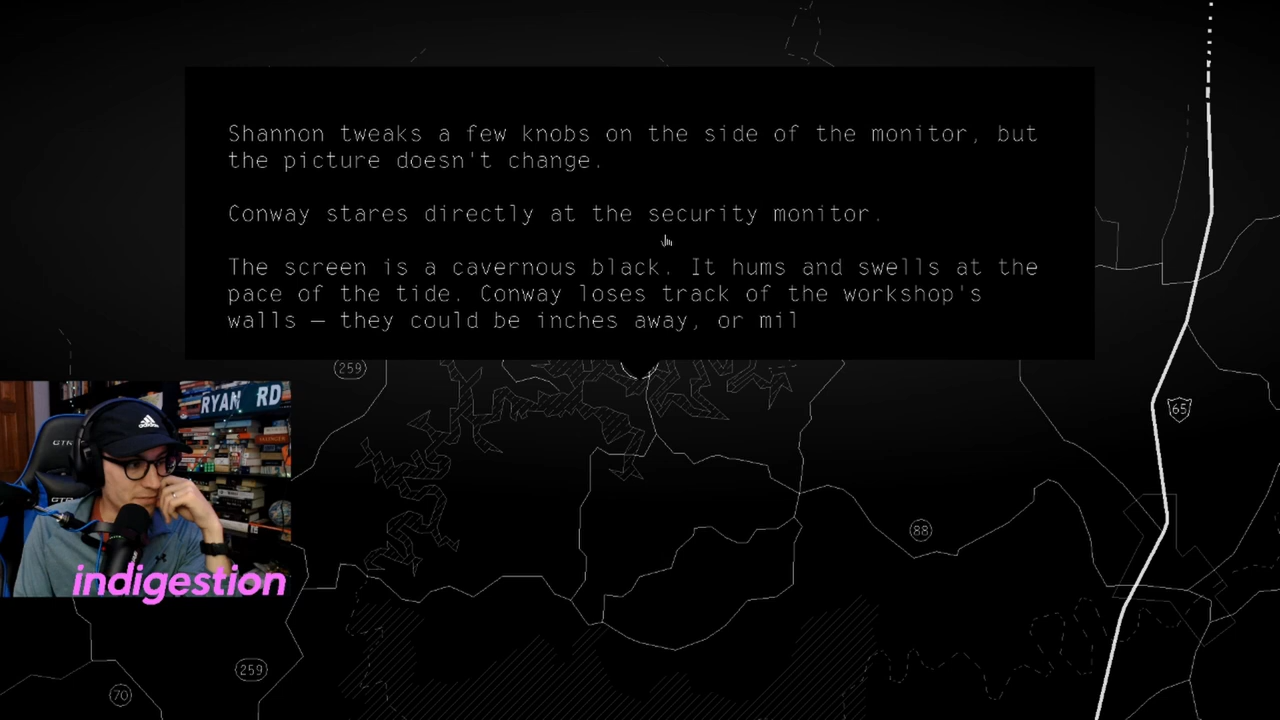 Shannon tweaks a few knobs on the side of the monitor, but
the picture doesn't change.
Conway stares directly at the security monitor.
The screen is a cavernous black. It hums and swells at the
pace of the tide. Conway loses track of the workshop's
walls — they could be inches away, or mil
259
65
RYAN RD
GTR
GTR
88
indigestion
259
70